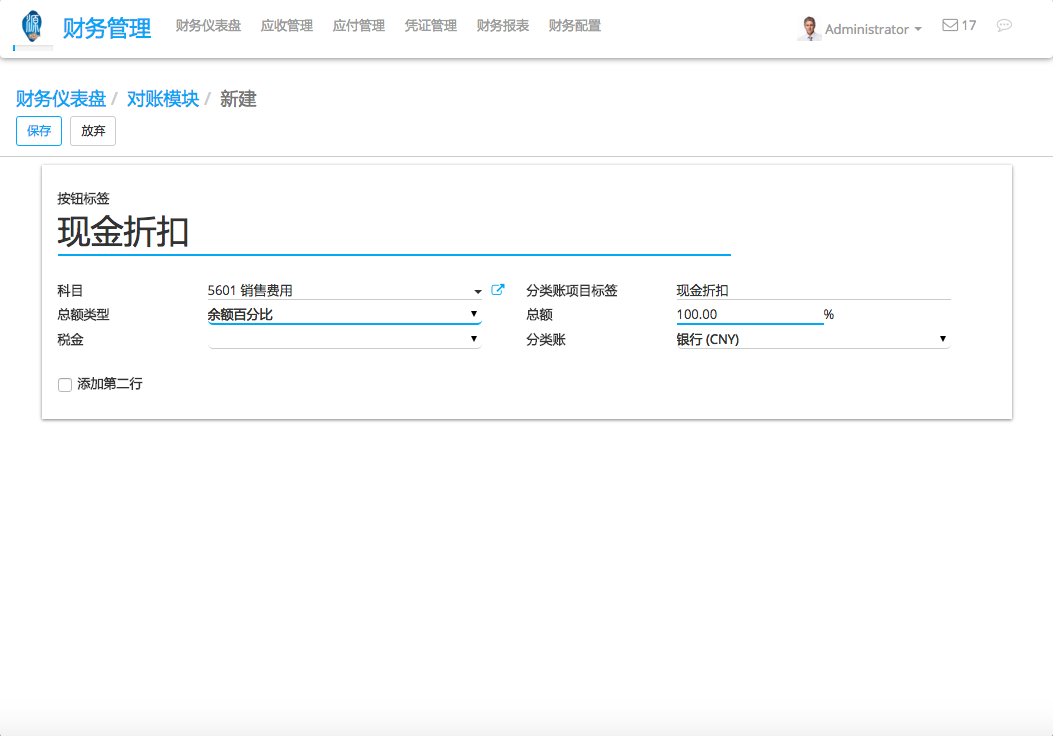 源
财务管理 财务仪表盘 应收管理 应付管理 凭证管理 财务报表 财务配置 Administrator 17
财务仪表盘 / 对账模块 / 新建
保存 放弃
按钮标签
现金折扣
科目 5601 销售费用 分类账项目标签 现金折扣
总额类型 余额百分比 总额 100.00 %
税金 分类账 银行 (CNY)
添加第二行